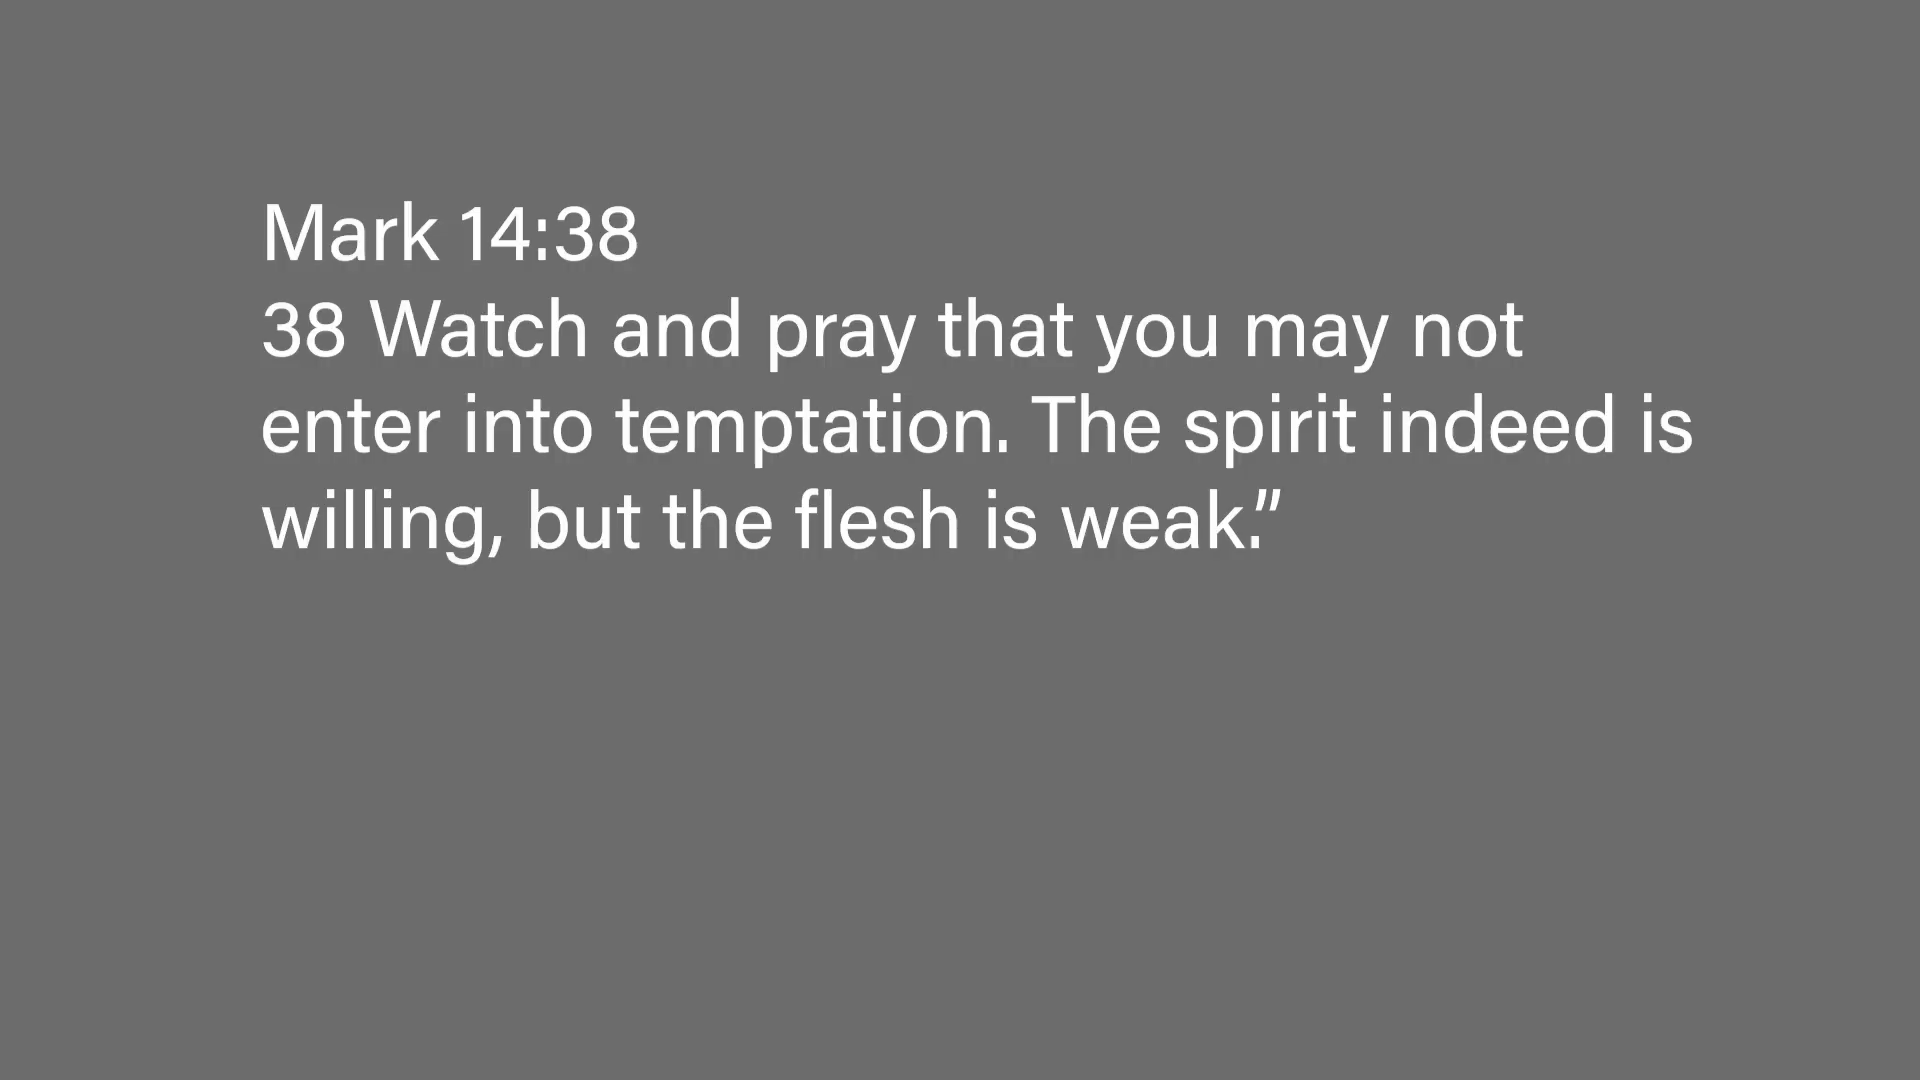 Mark 14:38
38 Watch and pray that you may not
enter into temptation. The spirit indeed is
willing, but the flesh is weak.”